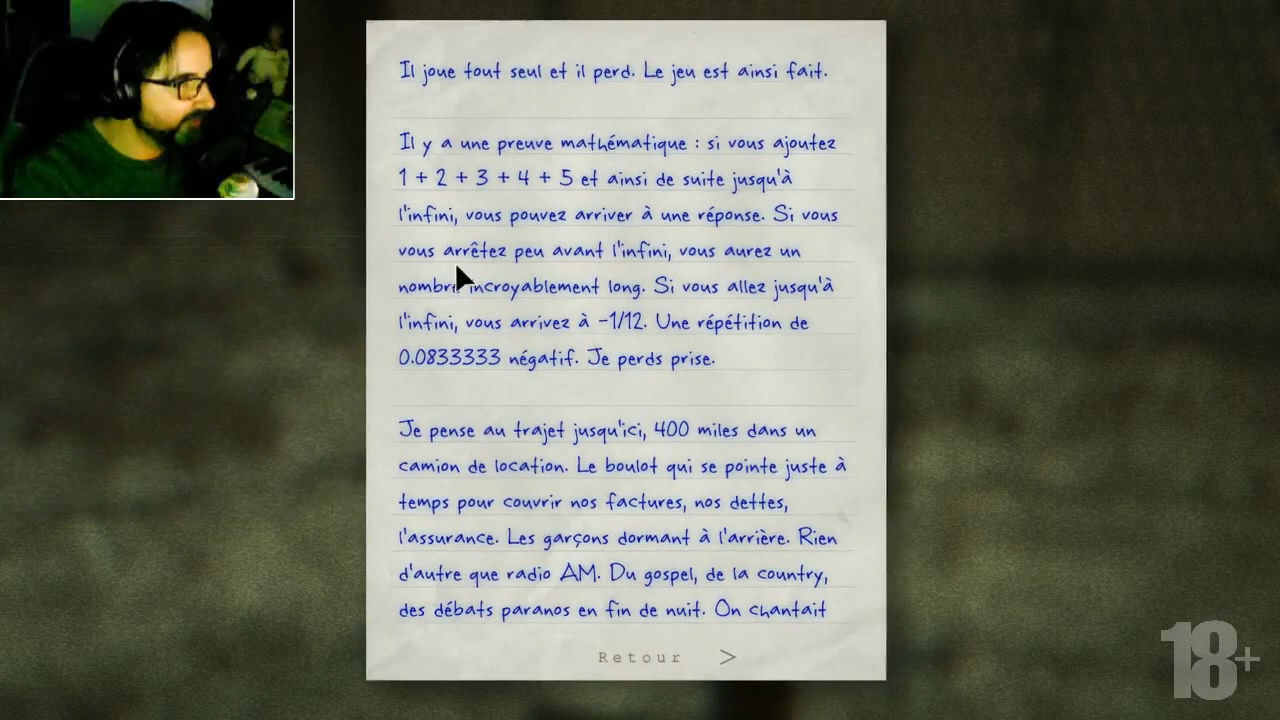 Il joue tout seul et il perd. Le jeu est ainsi fait.
Il y a une preuve mathématique : si vous ajoutez
1 + 2 + 3 + 4 + 5 et ainsi de suite jusqu'à
l'infini, vous pouvez arriver à une réponse. Si vous
vous arrêtez peu avant l'infini, vous aurez un
nombre incroyablement long. Si vous allez jusqu'à
l'infini, vous arrivez à -1/12. Une répétition de
0.0833333 négatif. Je perds prise.
Je pense au trajet jusqu'ici, 400 miles dans un
camion de location. Le boulot qui se pointe juste à
temps pour couvrir nos factures, nos dettes,
l'assurance. Les garçons dormant à l'arrière. Rien
d'autre que radio AM. Du gospel, de la country,
des débats paranos en fin de nuit. On chantait
Retour >
18+